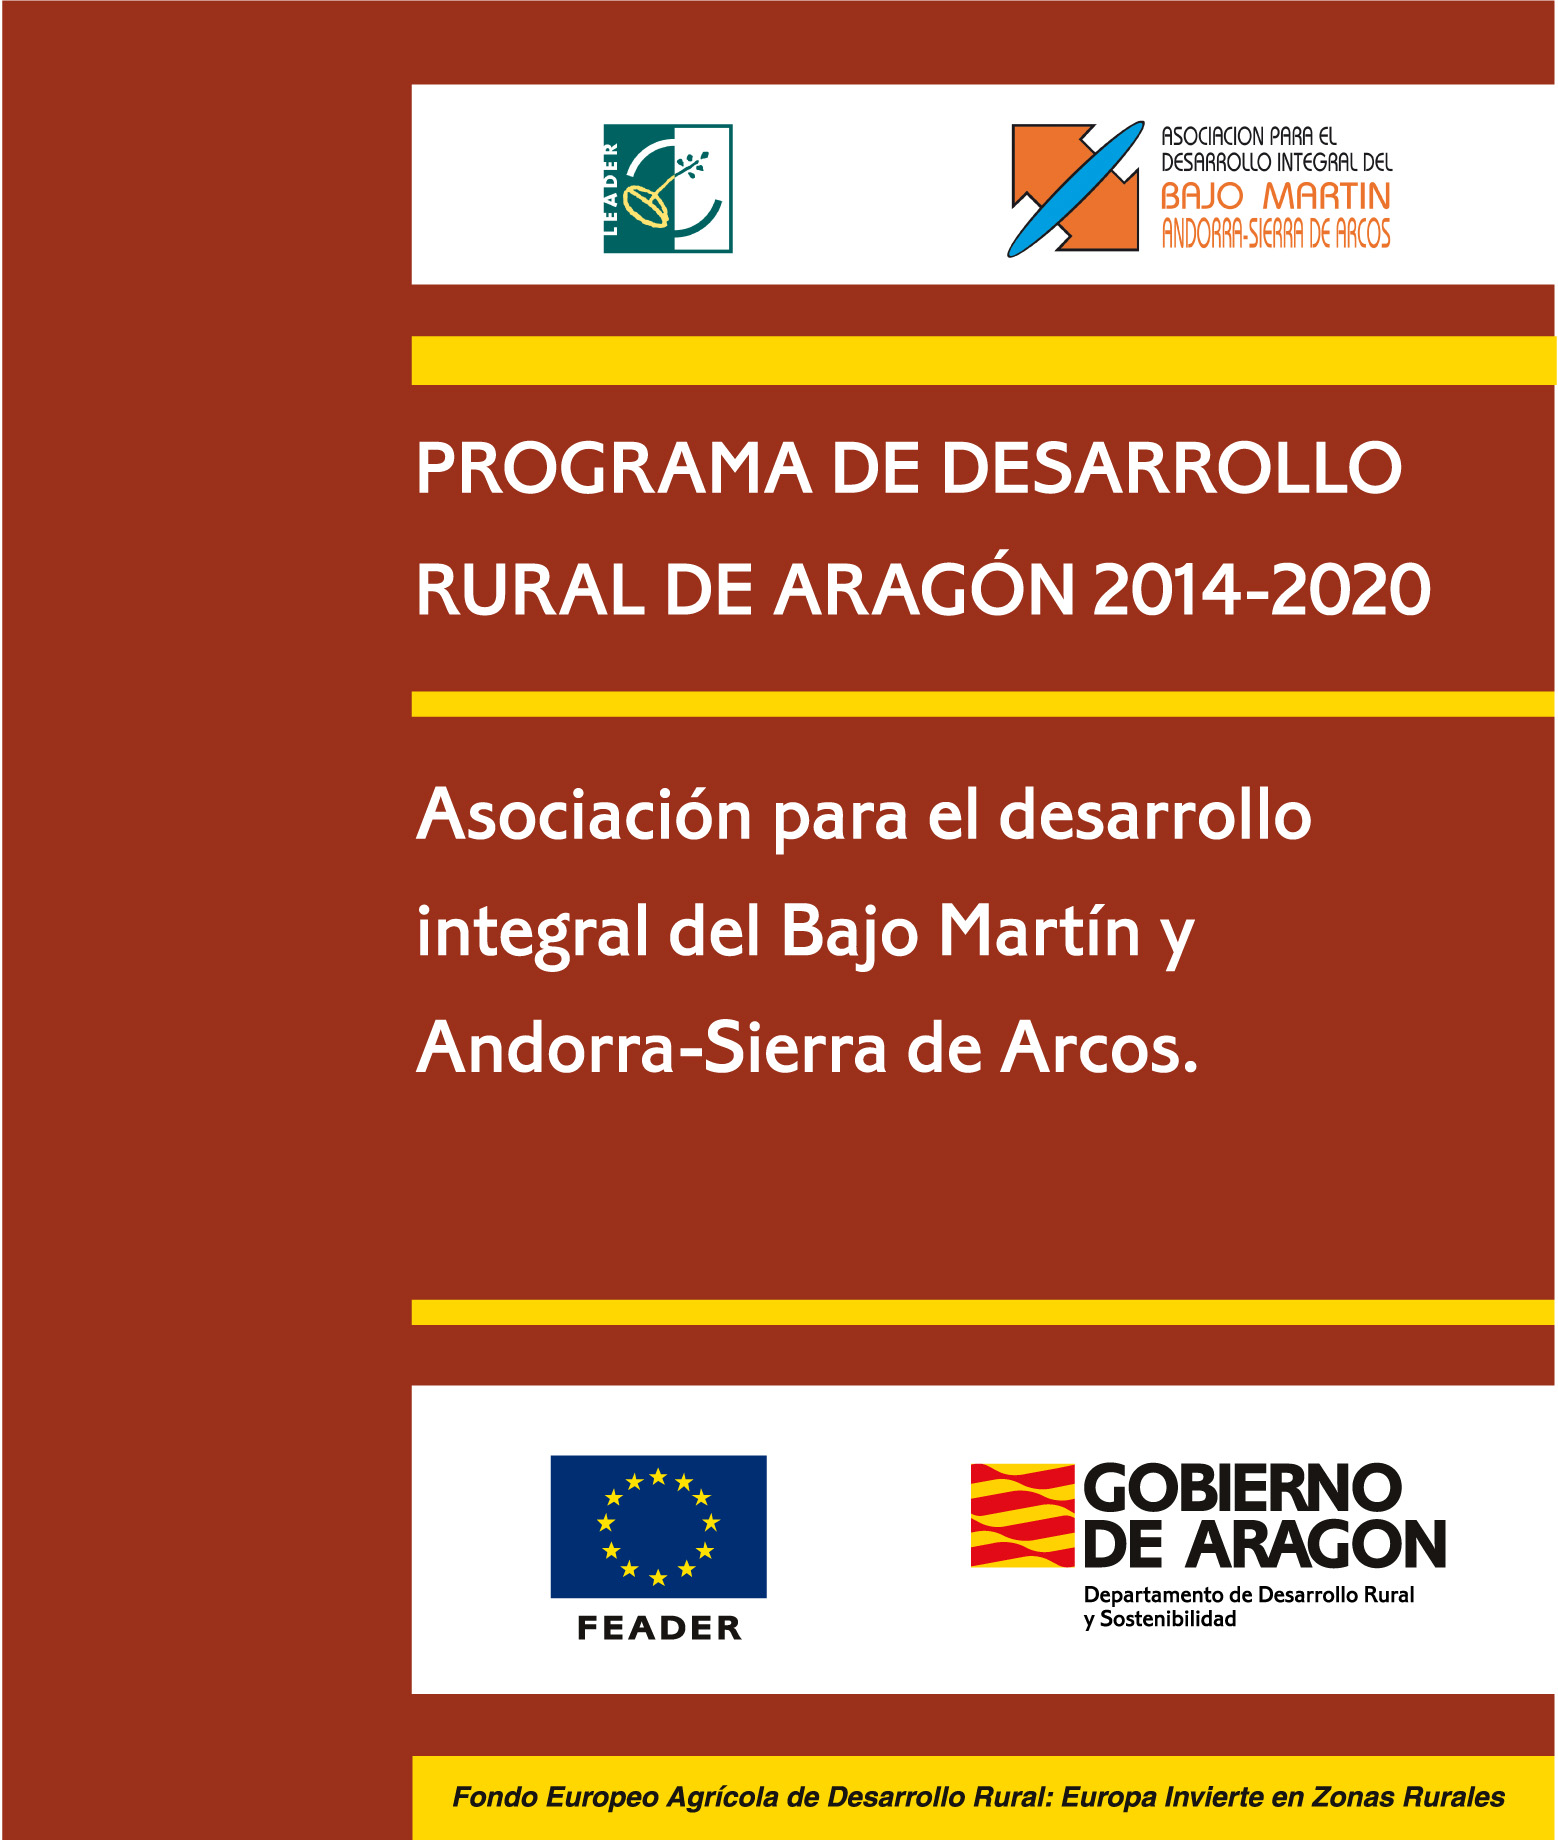 LEADER
ASOCIACION PARA EL
DESARROLLO INTEGRAL DEL
BAJO MARTIN
ANDORRA-SIERRA DE ARCOS
PROGRAMA DE DESARROLLO
RURAL DE ARAGÓN 2014-2020
Asociación para el desarrollo
integral del Bajo Martín y
Andorra-Sierra de Arcos.
FEADER
GOBIERNO
DE ARAGON
Departamento de Desarrollo Rural
y Sostenibilidad
Fondo Europeo Agrícola de Desarrollo Rural: Europa Invierte en Zonas Rurales